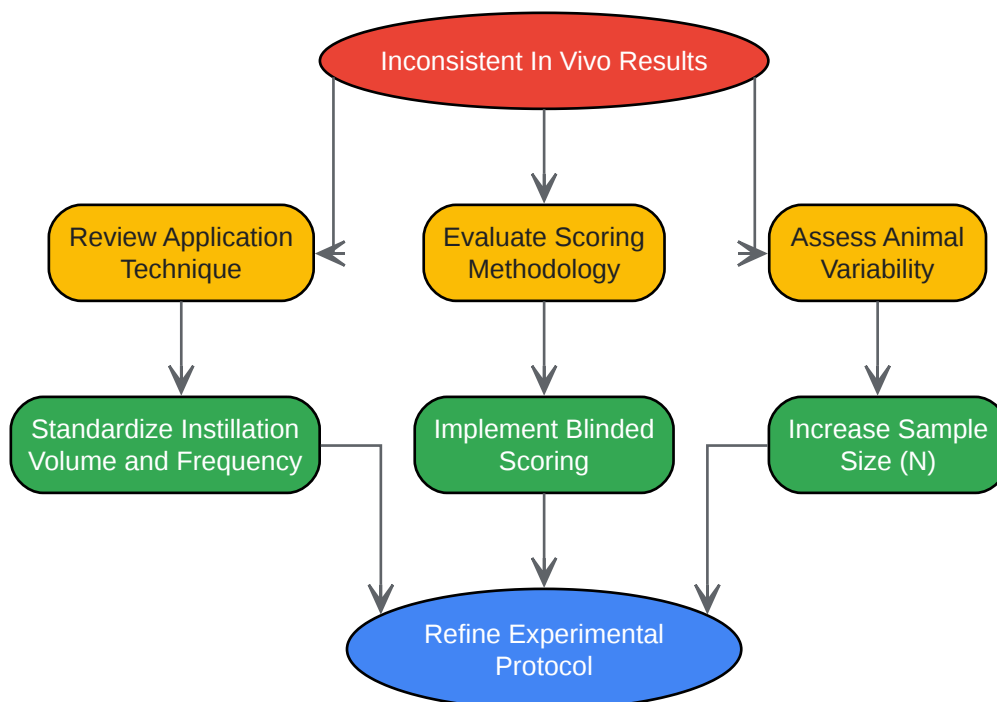 Inconsistent In Vivo Results
Review Application
Technique
Evaluate Scoring
Methodology
Assess Animal
Variability
Standardize Instillation
Volume and Frequency
Implement Blinded
Scoring
Increase Sample
Size (N)
Refine Experimental
Protocol